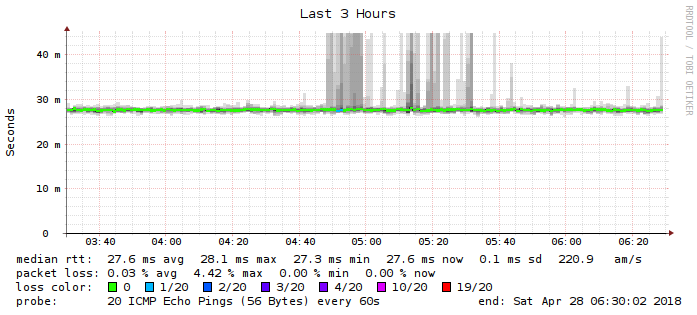 Last 3 Hours
RRDTOOL / TOBI OETIKER
Seconds
40 m
30 m
20 m
10 m
0
03:40 04:00 04:20 04:40 05:00 05:20 05:40 06:00 06:20
median rtt: 27.6 ms avg 28.1 ms max 27.3 ms min 27.6 ms now 0.1 ms sd 220.9 am/s
packet loss: 0.03 % avg 4.42 % max 0.00 % min 0.00 % now
loss color: 0 1/20 2/20 3/20 4/20 10/20 19/20
probe: 20 ICMP Echo Pings (56 Bytes) every 60s end: Sat Apr 28 06:30:02 2018